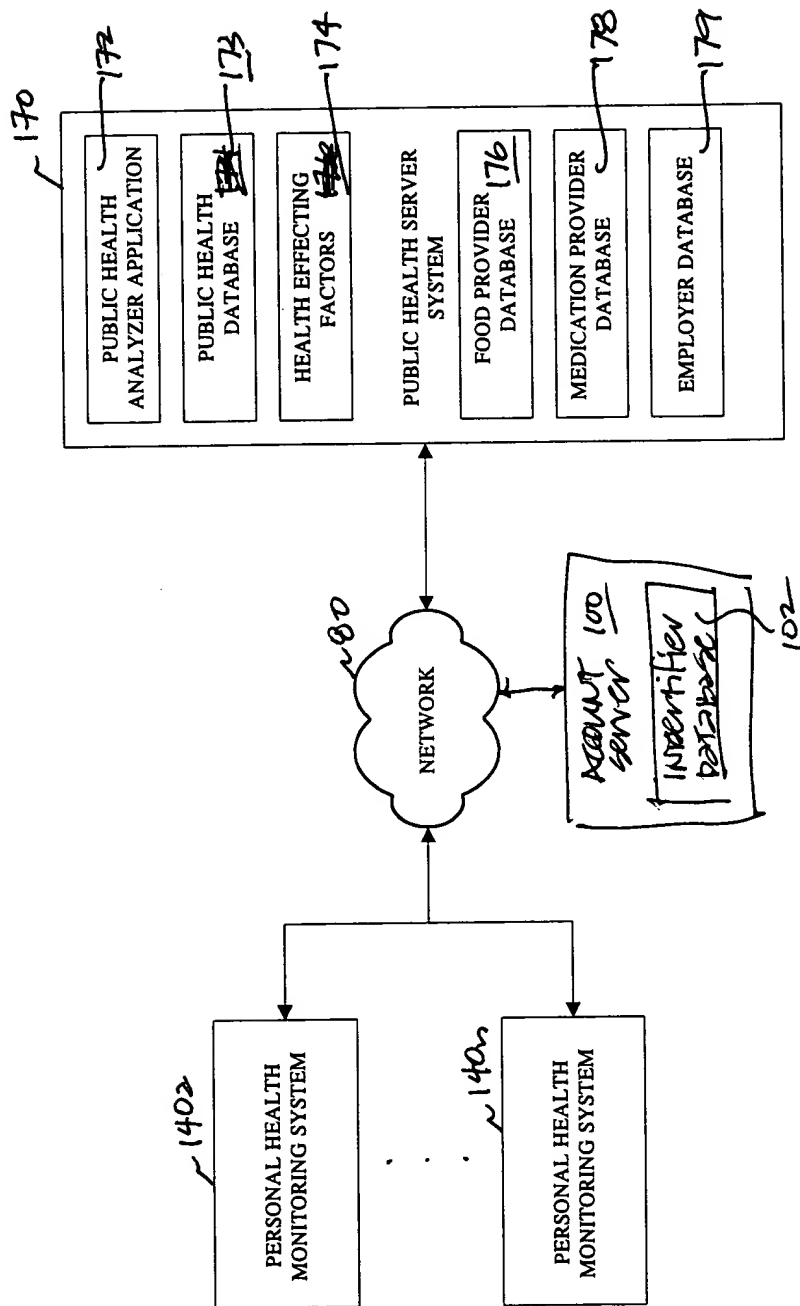 140a
PERSONAL HEALTH
MONITORING SYSTEM
. . .
140n
PERSONAL HEALTH
MONITORING SYSTEM
80
NETWORK
ACCOUNT
server 100
INDENTIFIER
DATABASE
102
170
PUBLIC HEALTH
ANALYZER APPLICATION
172
PUBLIC HEALTH
DATABASE
173
HEALTH EFFECTING
FACTORS
174
PUBLIC HEALTH SERVER
SYSTEM
FOOD PROVIDER
DATABASE 176
MEDICATION PROVIDER
DATABASE
178
EMPLOYER DATABASE
179